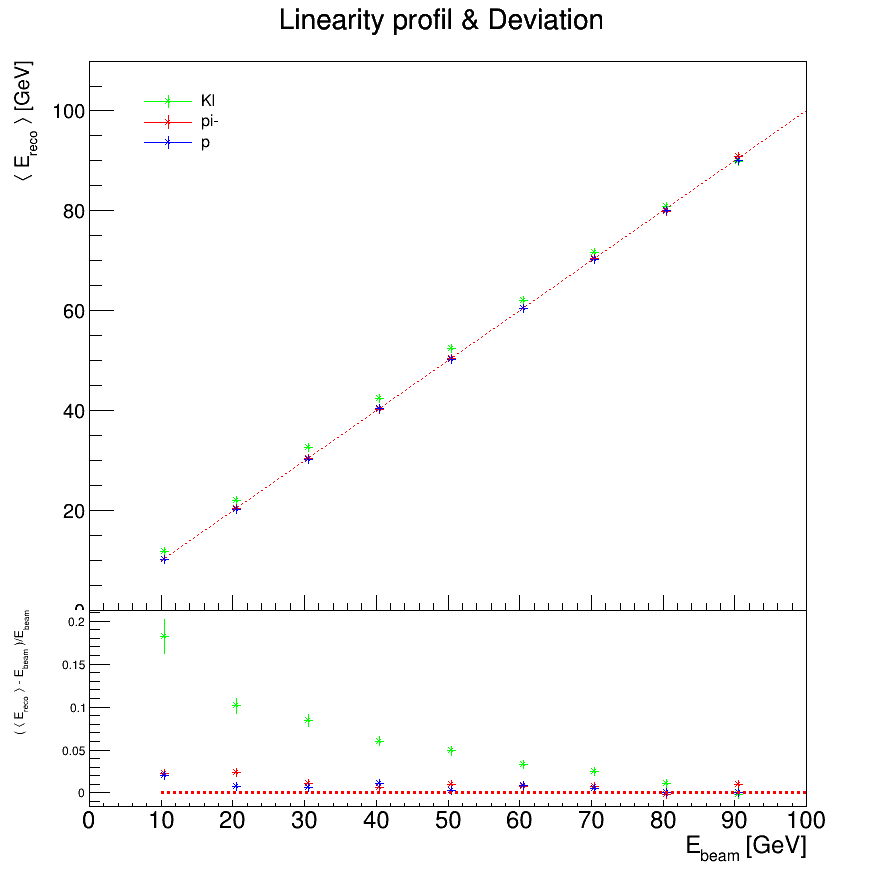 Linearity profil & Deviation
⟨ E_reco ⟩ [GeV]
Kl
pi-
p
100
80
60
40
20
0
(⟨ E_reco ⟩ - E_beam )/E_beam
0.2
0.15
0.1
0.05
0
0 10 20 30 40 50 60 70 80 90 100
E_beam [GeV]